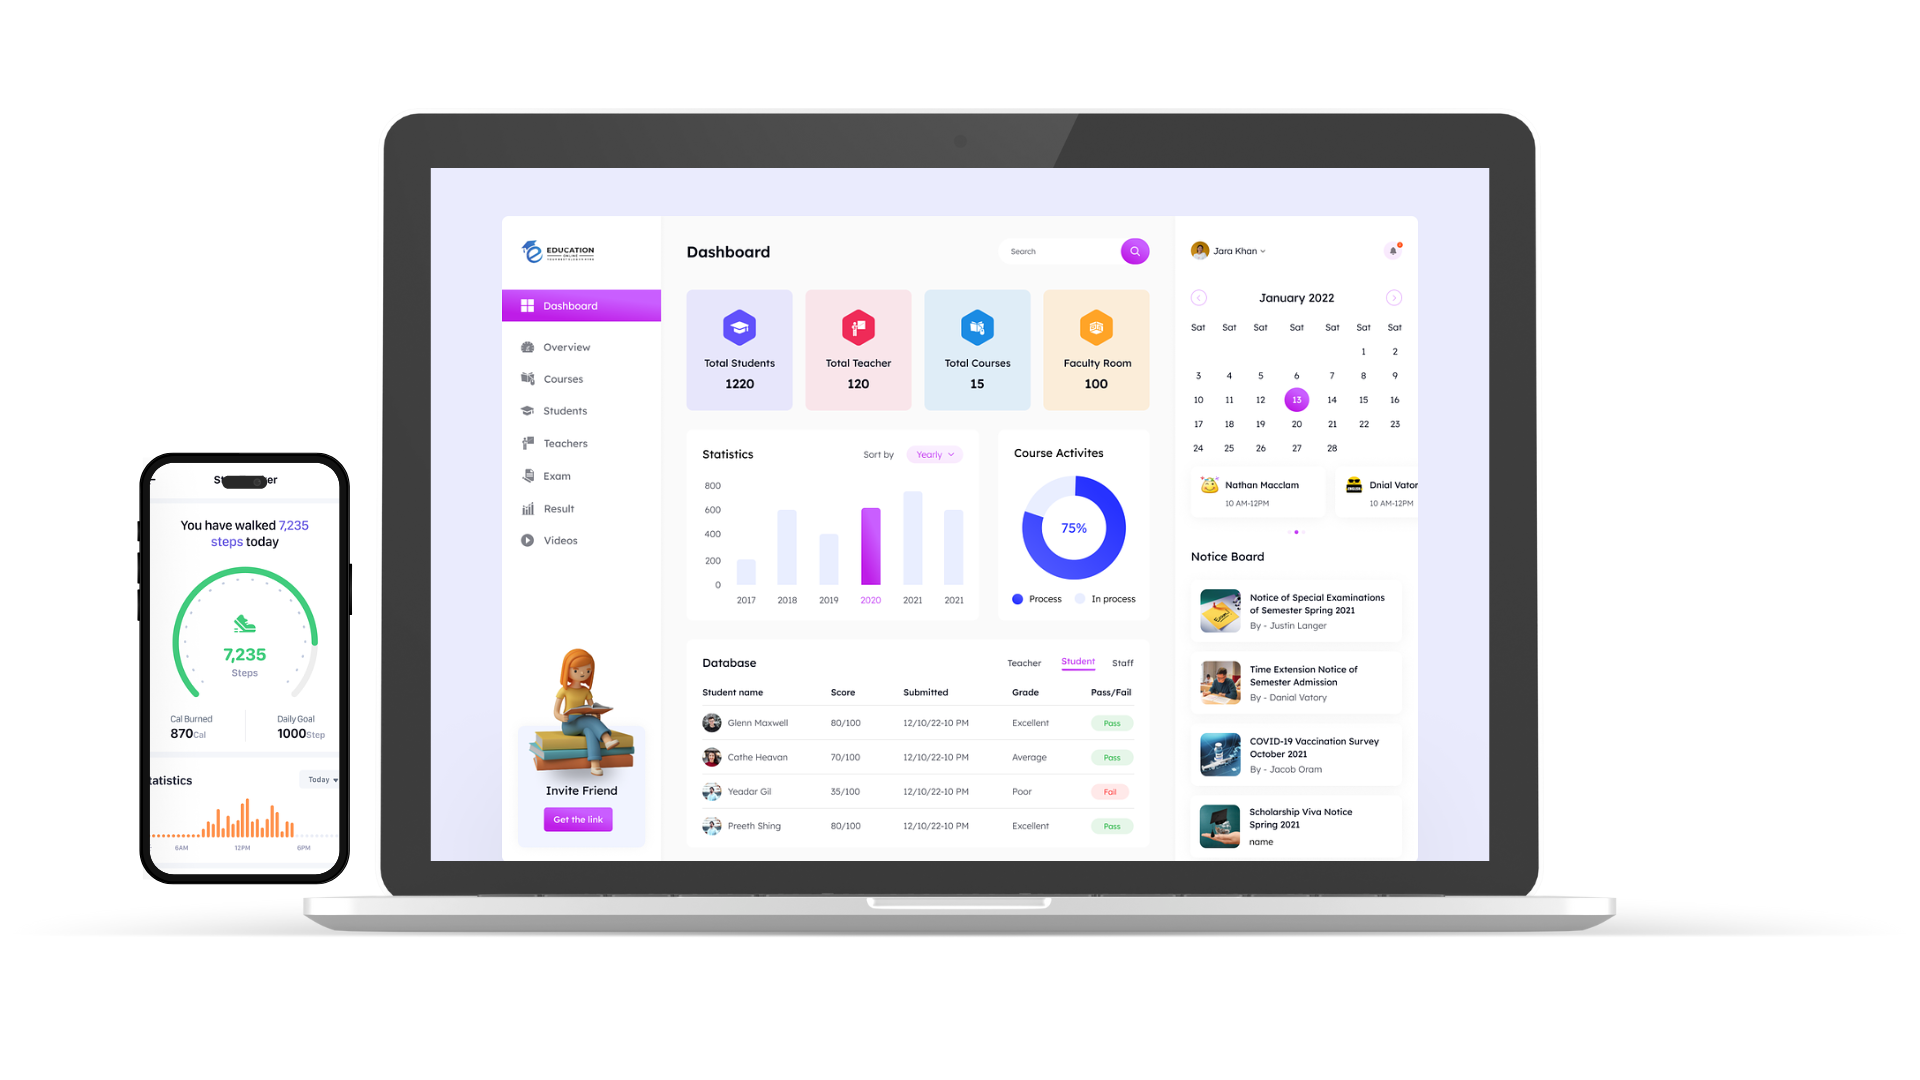 St er
You have walked 7,235
steps today
7,235
Steps
Cal Burned
870Cal
Daily Goal
1000Step
tatistics
Today
6AM 12PM 6PM
EDUCATION
ONLINE
Dashboard
Overview
Courses
Students
Teachers
Exam
Result
Videos
Invite Friend
Get the link
Dashboard
Search
Total Students
1220
Total Teacher
120
Total Courses
15
Faculty Room
100
Statistics
Sort by Yearly
800
600
400
200
0
2017 2018 2019 2020 2021 2021
Course Activites
75%
Process In process
Database
Teacher Student Staff
Student name Score Submitted Grade Pass/Fail
Glenn Maxwell 80/100 12/10/22-10 PM Excellent Pass
Cathe Heavan 70/100 12/10/22-10 PM Average Pass
Yeadar Gil 35/100 12/10/22-10 PM Poor Fail
Preeth Shing 80/100 12/10/22-10 PM Excellent Pass
Jara Khan
January 2022
Sat Sat Sat Sat Sat Sat Sat
1 2
3 4 5 6 7 8 9
10 11 12 13 14 15 16
17 18 19 20 21 22 23
24 25 26 27 28
Nathan Macclam
10 AM-12PM
Dnial Vator
10 AM-12PM
Notice Board
Notice of Special Examinations
of Semester Spring 2021
By - Justin Langer
Time Extension Notice of
Semester Admission
By - Danial Vatory
COVID-19 Vaccination Survey
October 2021
By - Jacob Oram
Scholarship Viva Notice
Spring 2021
name